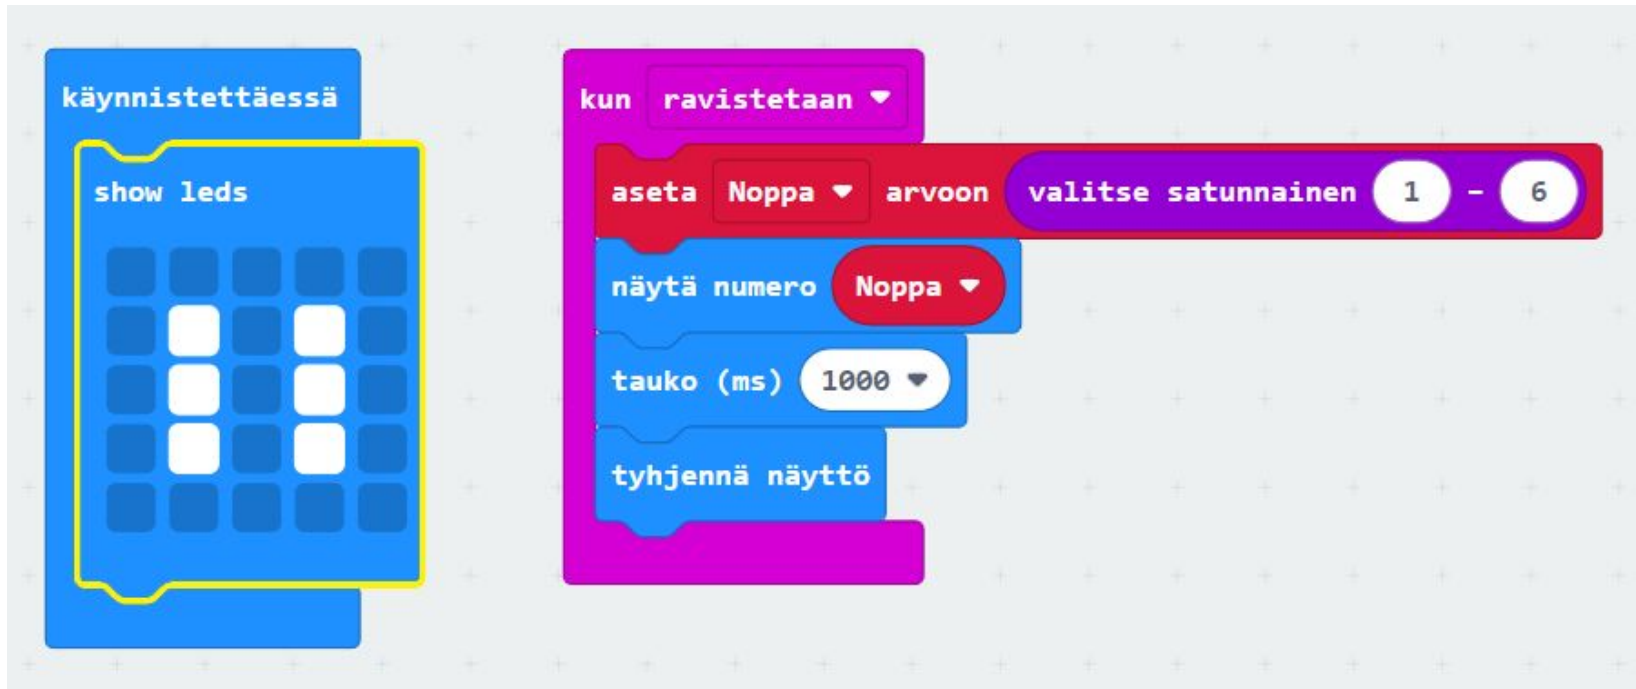 käynnistettäessä
show leds
kun ravistetaan
aseta Noppa arvoon valitse satunnainen 1 - 6
näytä numero Noppa
tauko (ms) 1000
tyhjennä näyttö